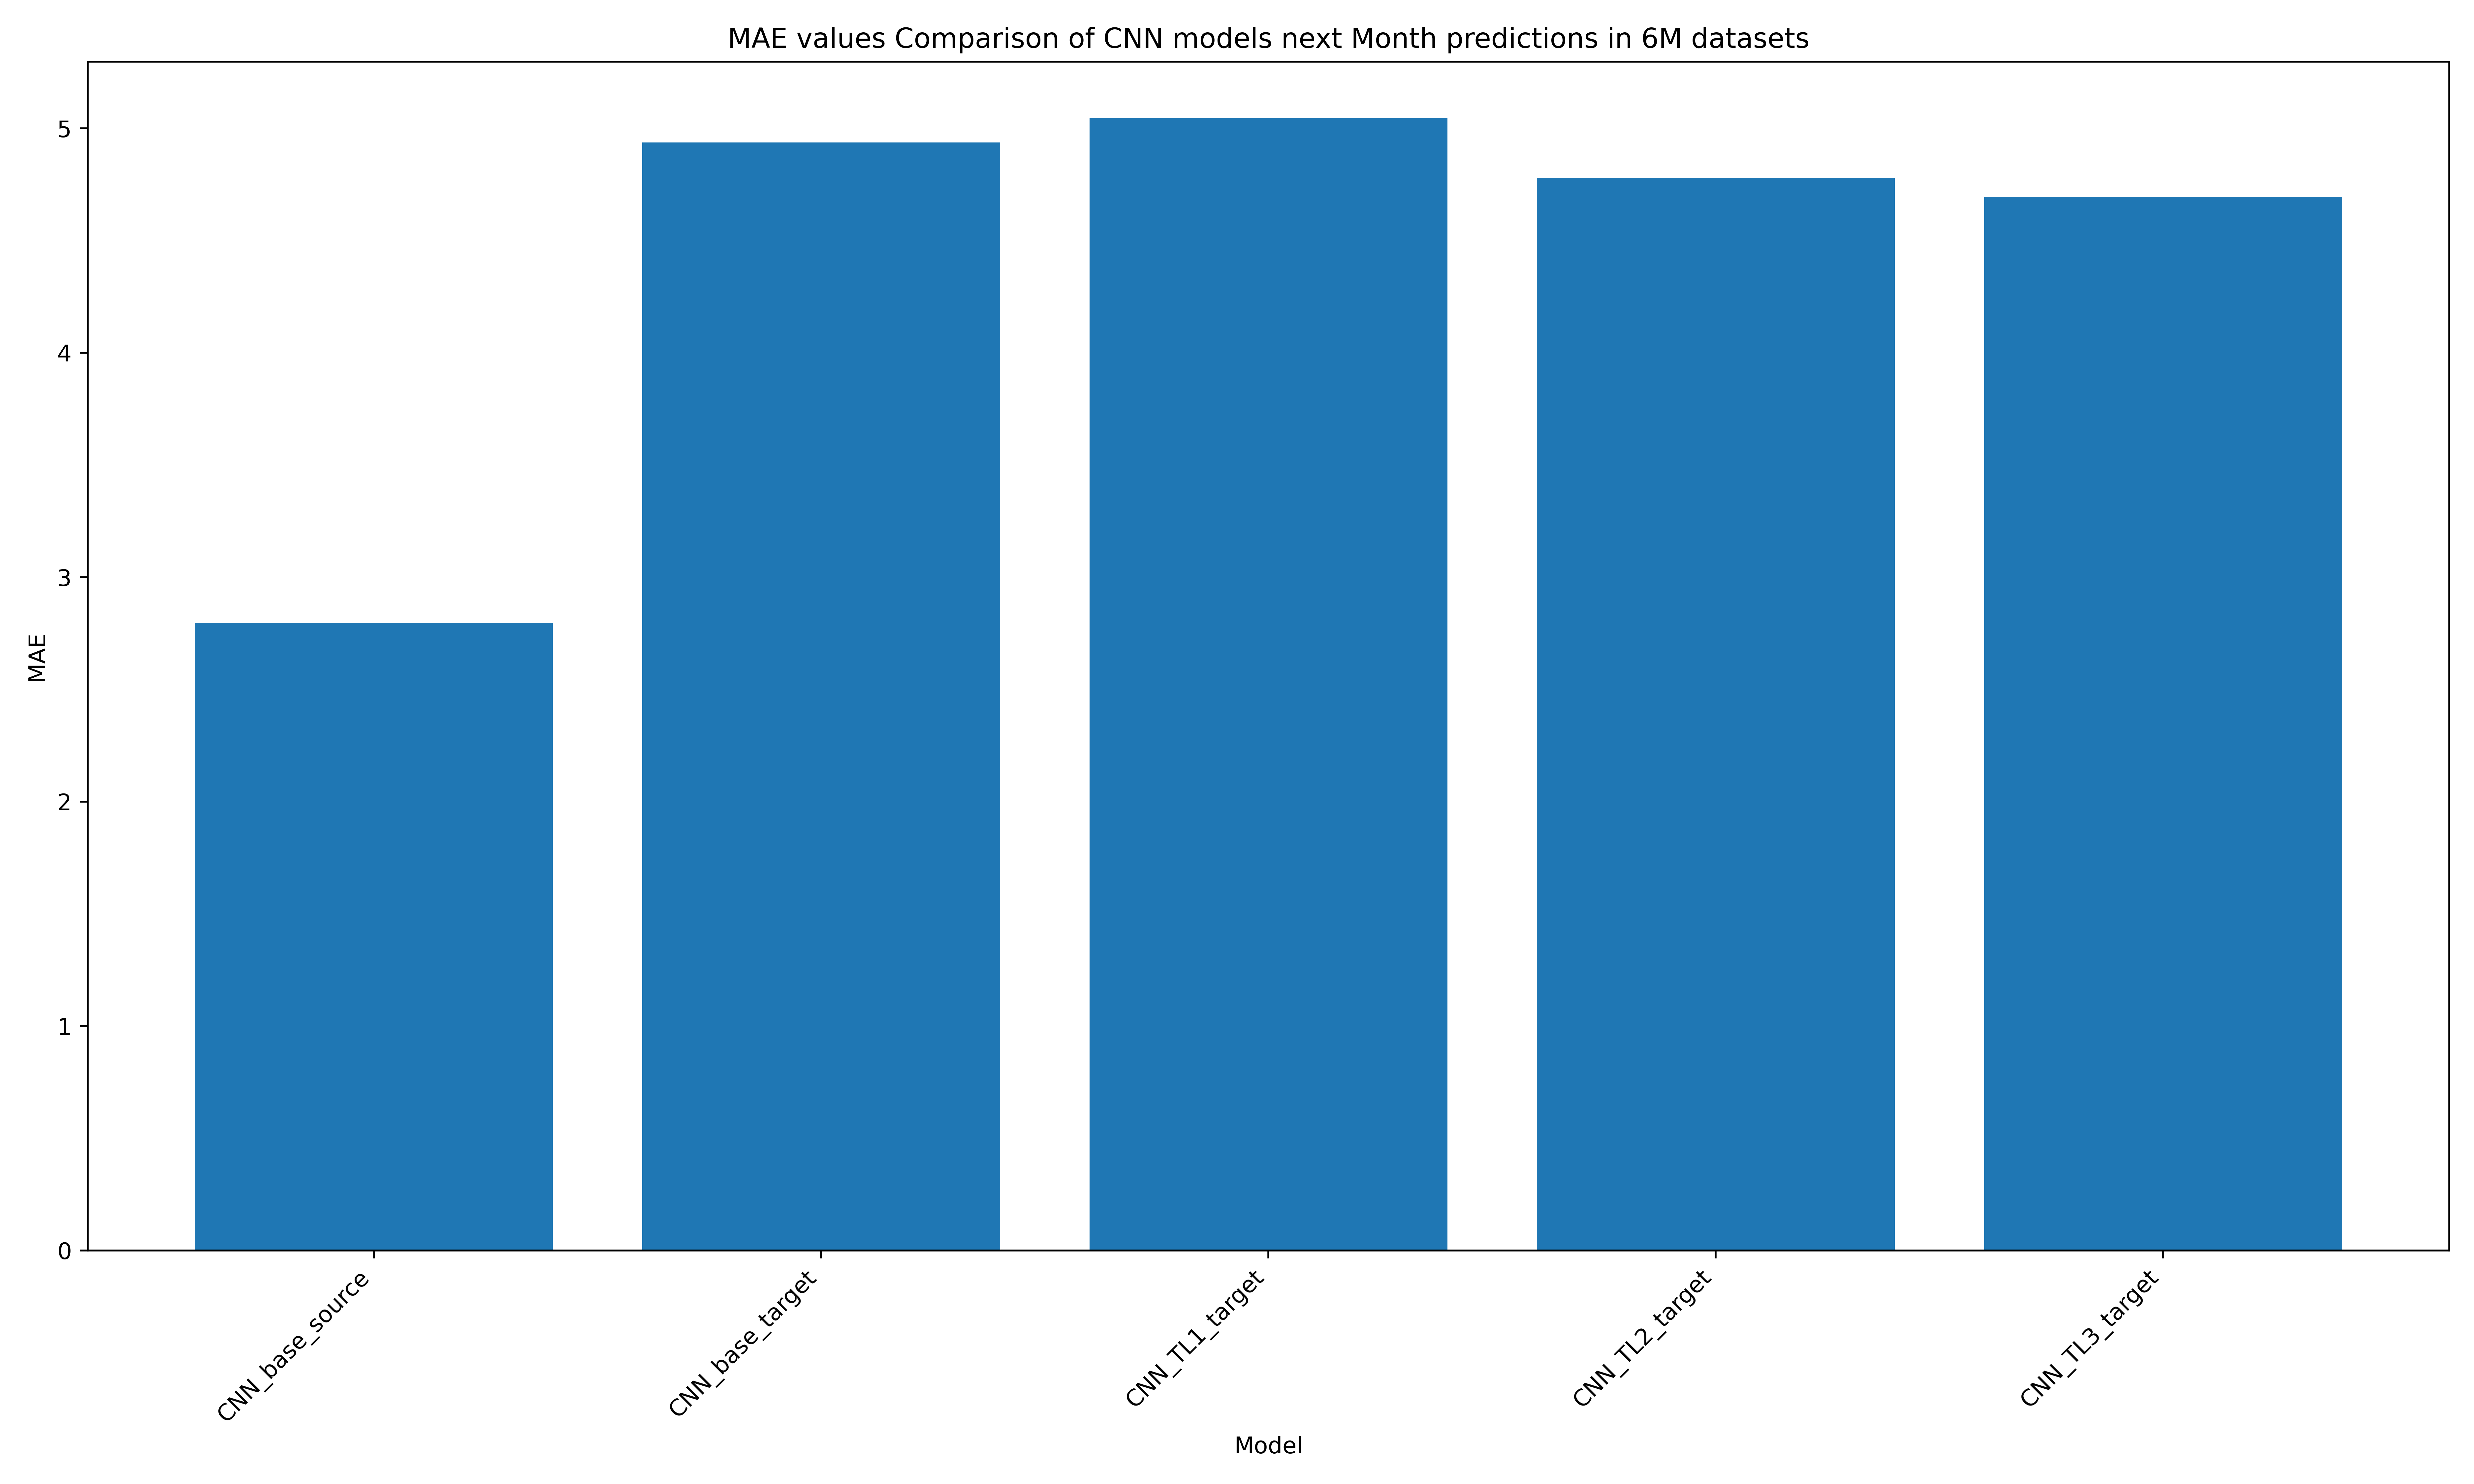 MAE values Comparison of CNN models next Month predictions in 6M datasets
MAE
5
4
3
2
1
0
CNN_base_source
CNN_base_target
CNN_TL1_target
CNN_TL2_target
CNN_TL3_target
Model